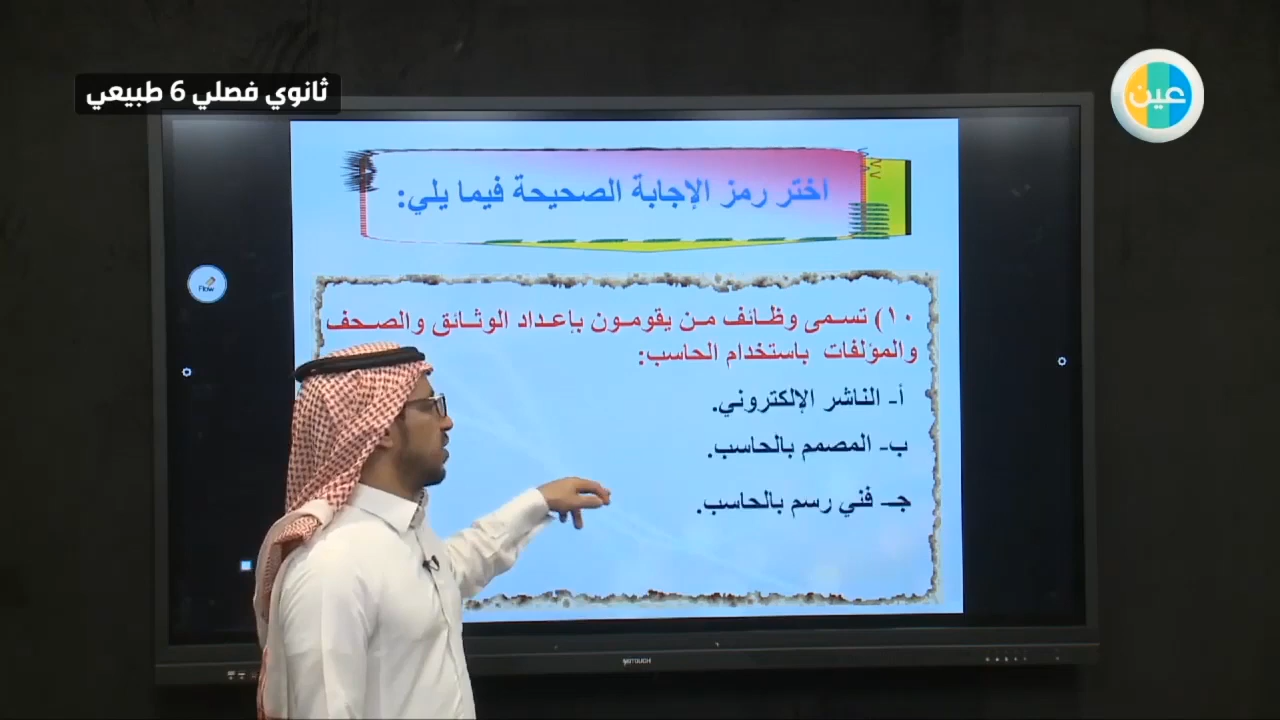 ثانوي فصلي 6 طبيعي
عين
اختر رمز الإجابة الصحيحة فيما يلي:
١٠) تسمى وظائف من يقومون بإعداد الوثائق والصحف
والمؤلفات باستخدام الحاسب:
أ- الناشر الإلكتروني.
ب- المصمم بالحاسب.
جـ- فني رسم بالحاسب.
Flow